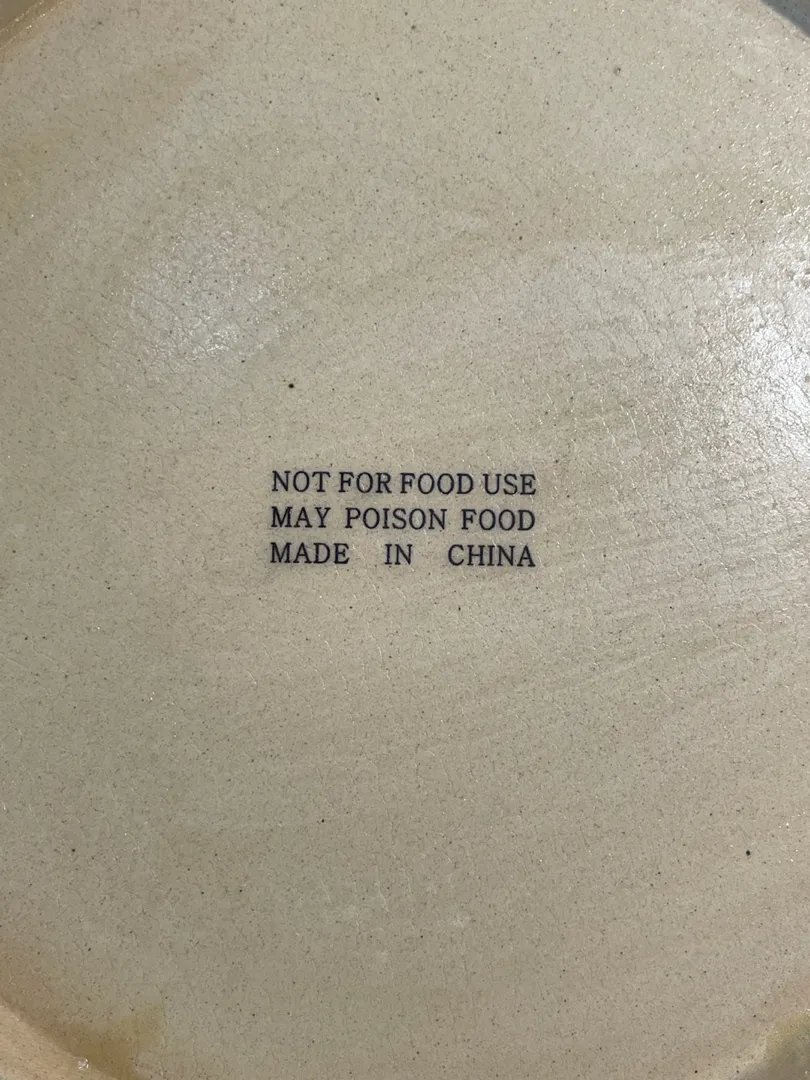 NOT FOR FOOD USE
MAY POISON FOOD
MADE IN CHINA